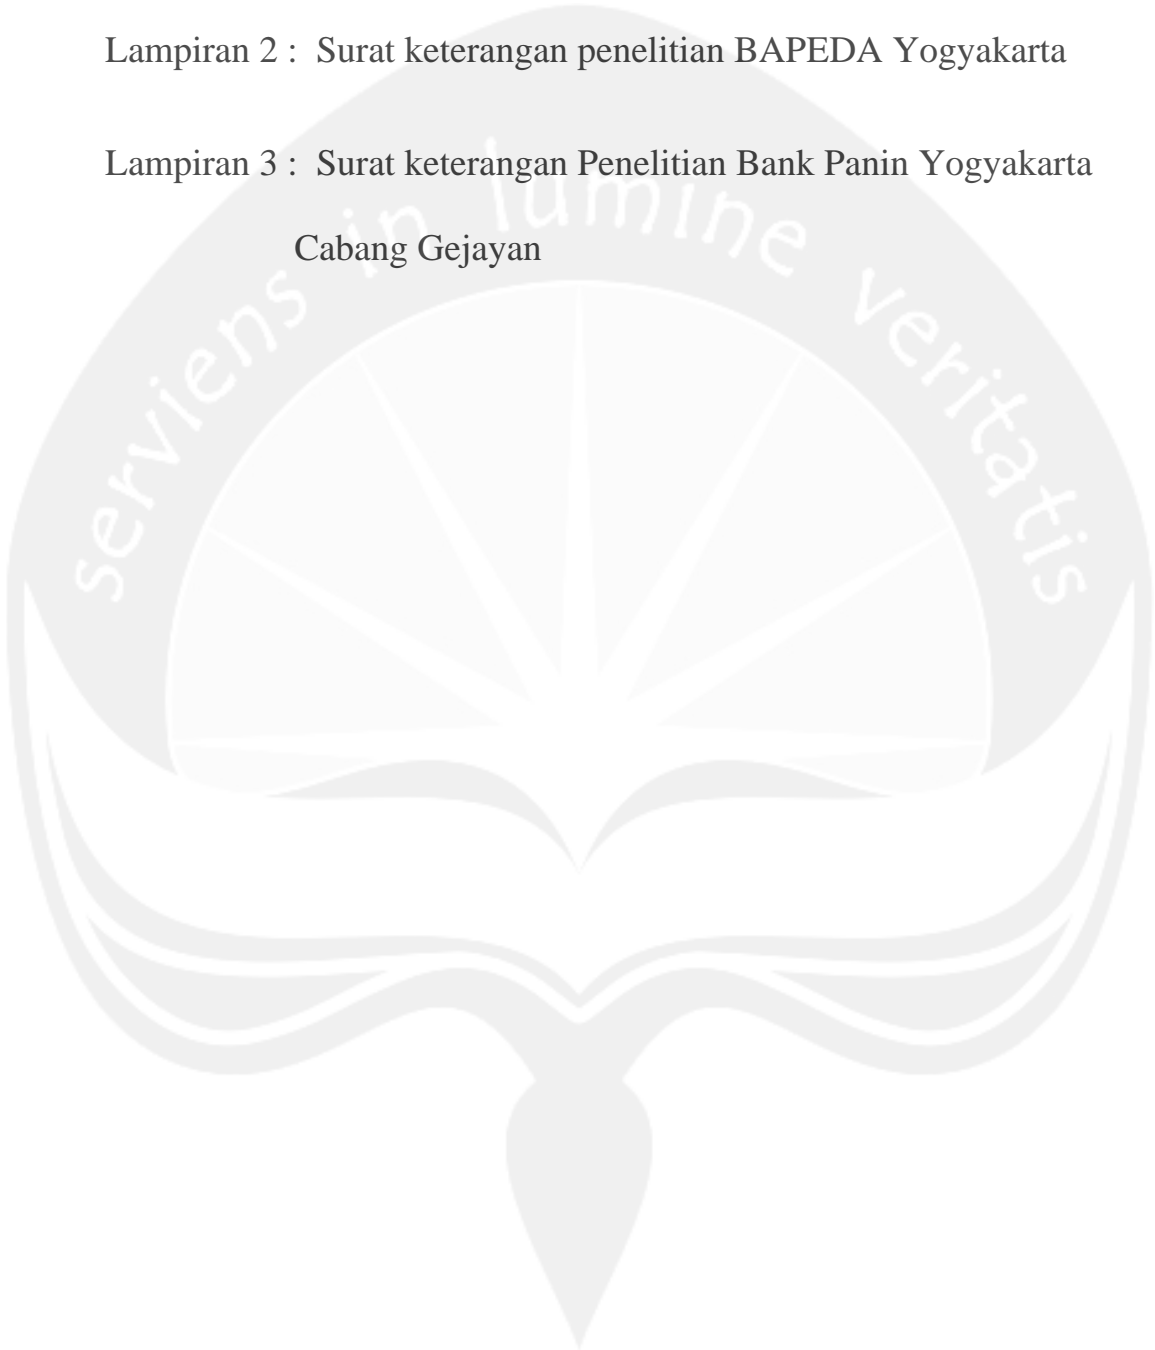 Lampiran 2 : Surat keterangan penelitian BAPEDA Yogyakarta
Lampiran 3 : Surat keterangan Penelitian Bank Panin Yogyakarta
Cabang Gejayan
serviens in lumine veritatis